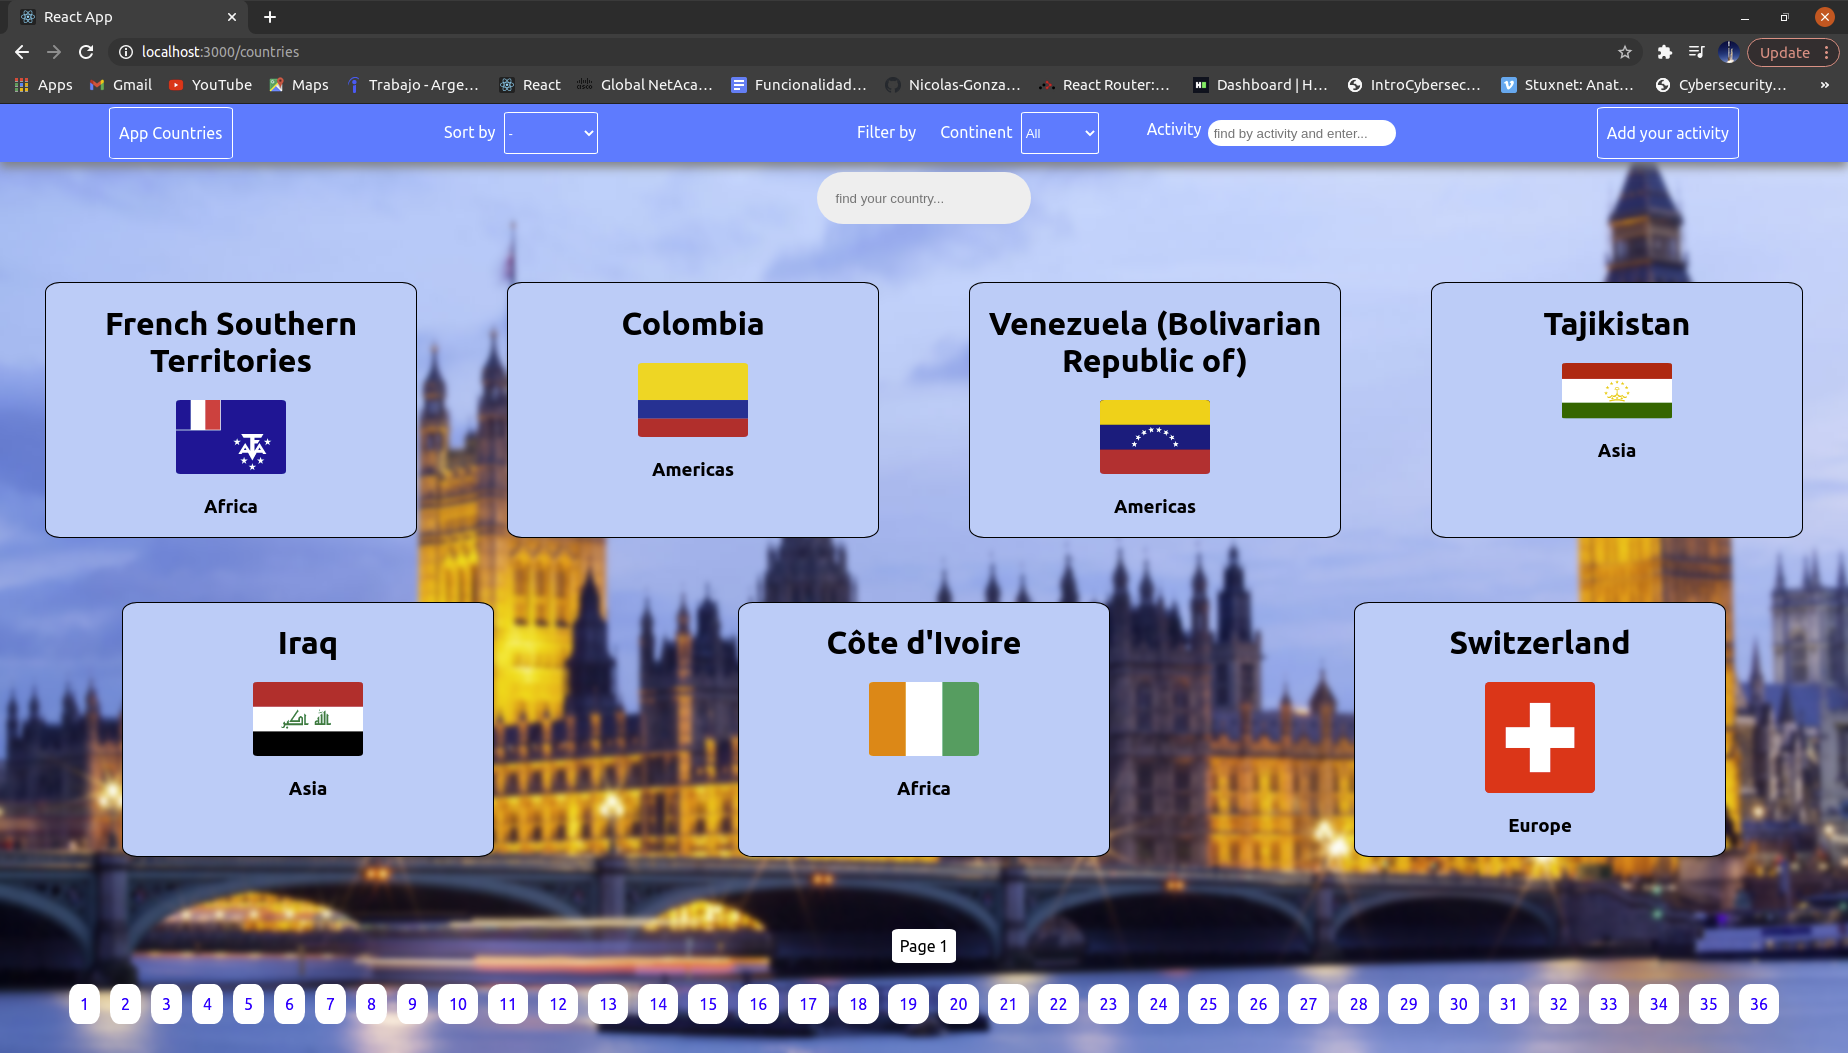 React App
localhost:3000/countries
Update
Apps
Gmail
YouTube
Maps
Trabajo - Arge...
React
Global NetAca...
Funcionalidad...
Nicolas-Gonza...
React Router:...
Dashboard | H...
IntroCybersec...
Stuxnet: Anat...
Cybersecurity...
»
App Countries
Sort by
-
Filter by
Continent
All
Activity
find by activity and enter...
Add your activity
find your country...
French Southern
Territories
Africa
Colombia
Americas
Venezuela (Bolivarian
Republic of)
Americas
Tajikistan
Asia
Iraq
الله اكبر
Asia
Côte d'Ivoire
Africa
Switzerland
Europe
Page 1
1 2 3 4 5 6 7 8 9 10 11 12 13 14 15 16 17 18 19 20 21 22 23 24 25 26 27 28 29 30 31 32 33 34 35 36